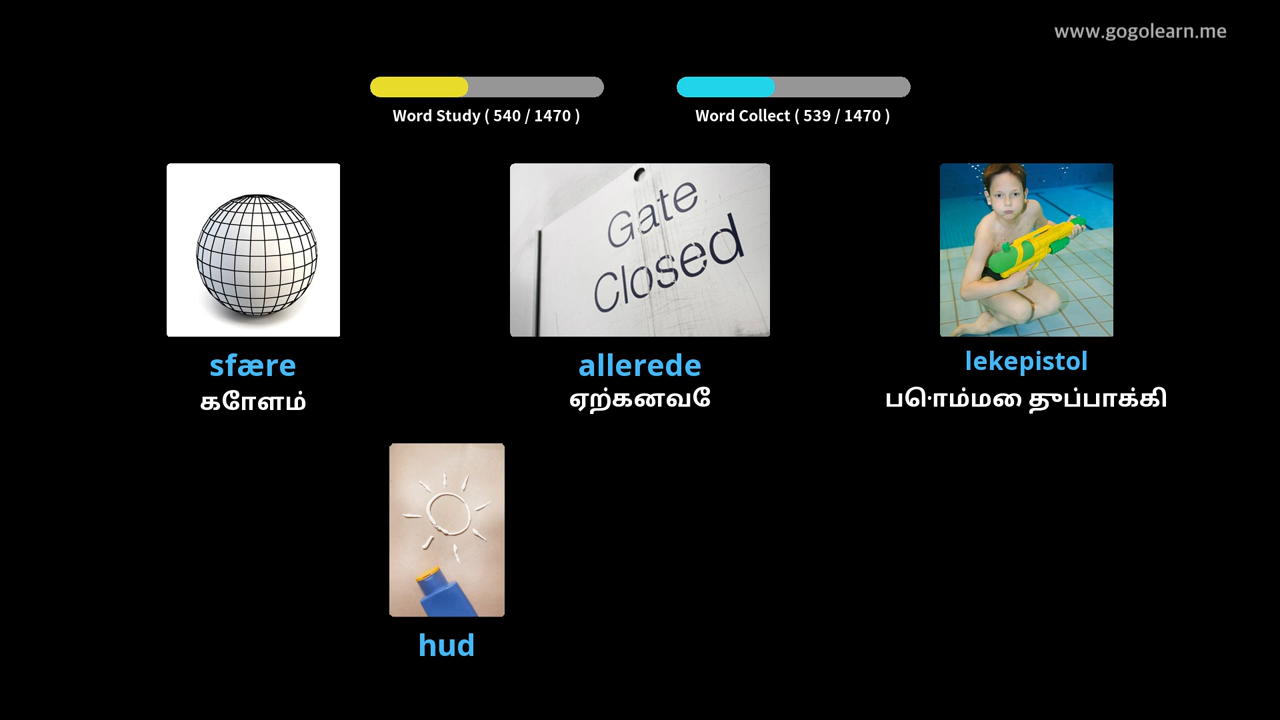 www.gogolearn.me
Word Study ( 540 / 1470 )
Word Collect ( 539 / 1470 )
Gate
Closed
sfære
allerede
lekepistol
கோளம்
ஏற்கனவே
பொம்மை துப்பாக்கி
hud